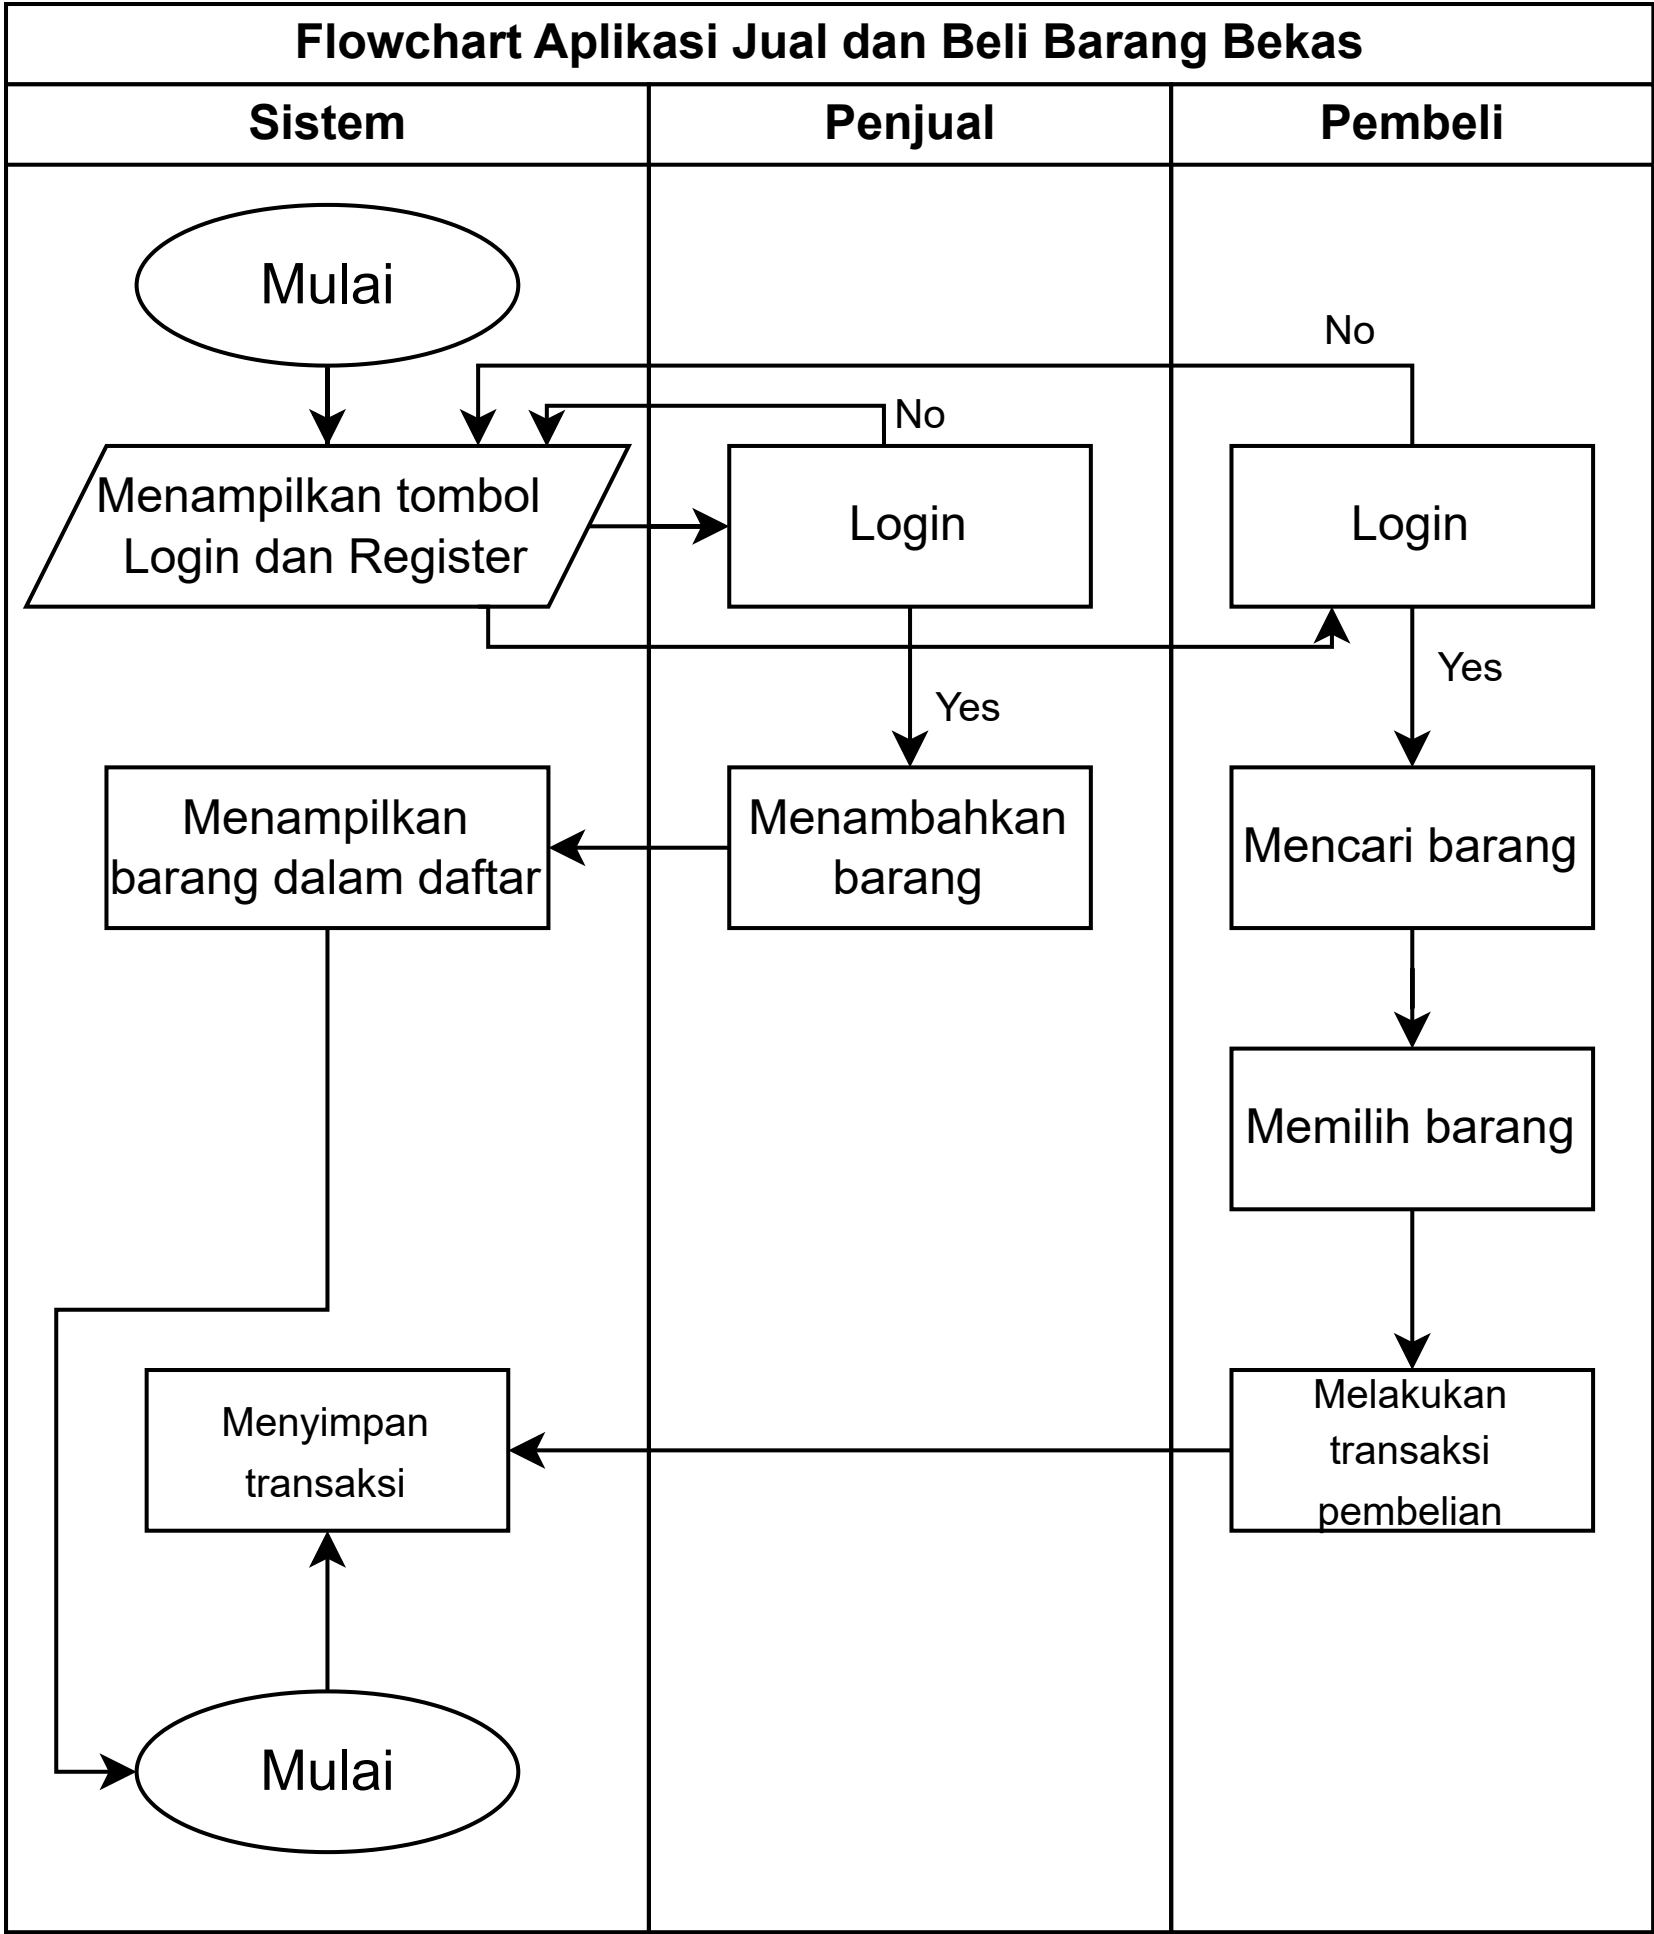 Flowchart Aplikasi Jual dan Beli Barang Bekas
Sistem
Penjual
Pembeli
Mulai
No
No
Menampilkan tombol
Login dan Register
Login
Login
Yes
Yes
Menampilkan
barang dalam daftar
Menambahkan
barang
Mencari barang
Memilih barang
Menyimpan
transaksi
Melakukan
transaksi
pembelian
Mulai